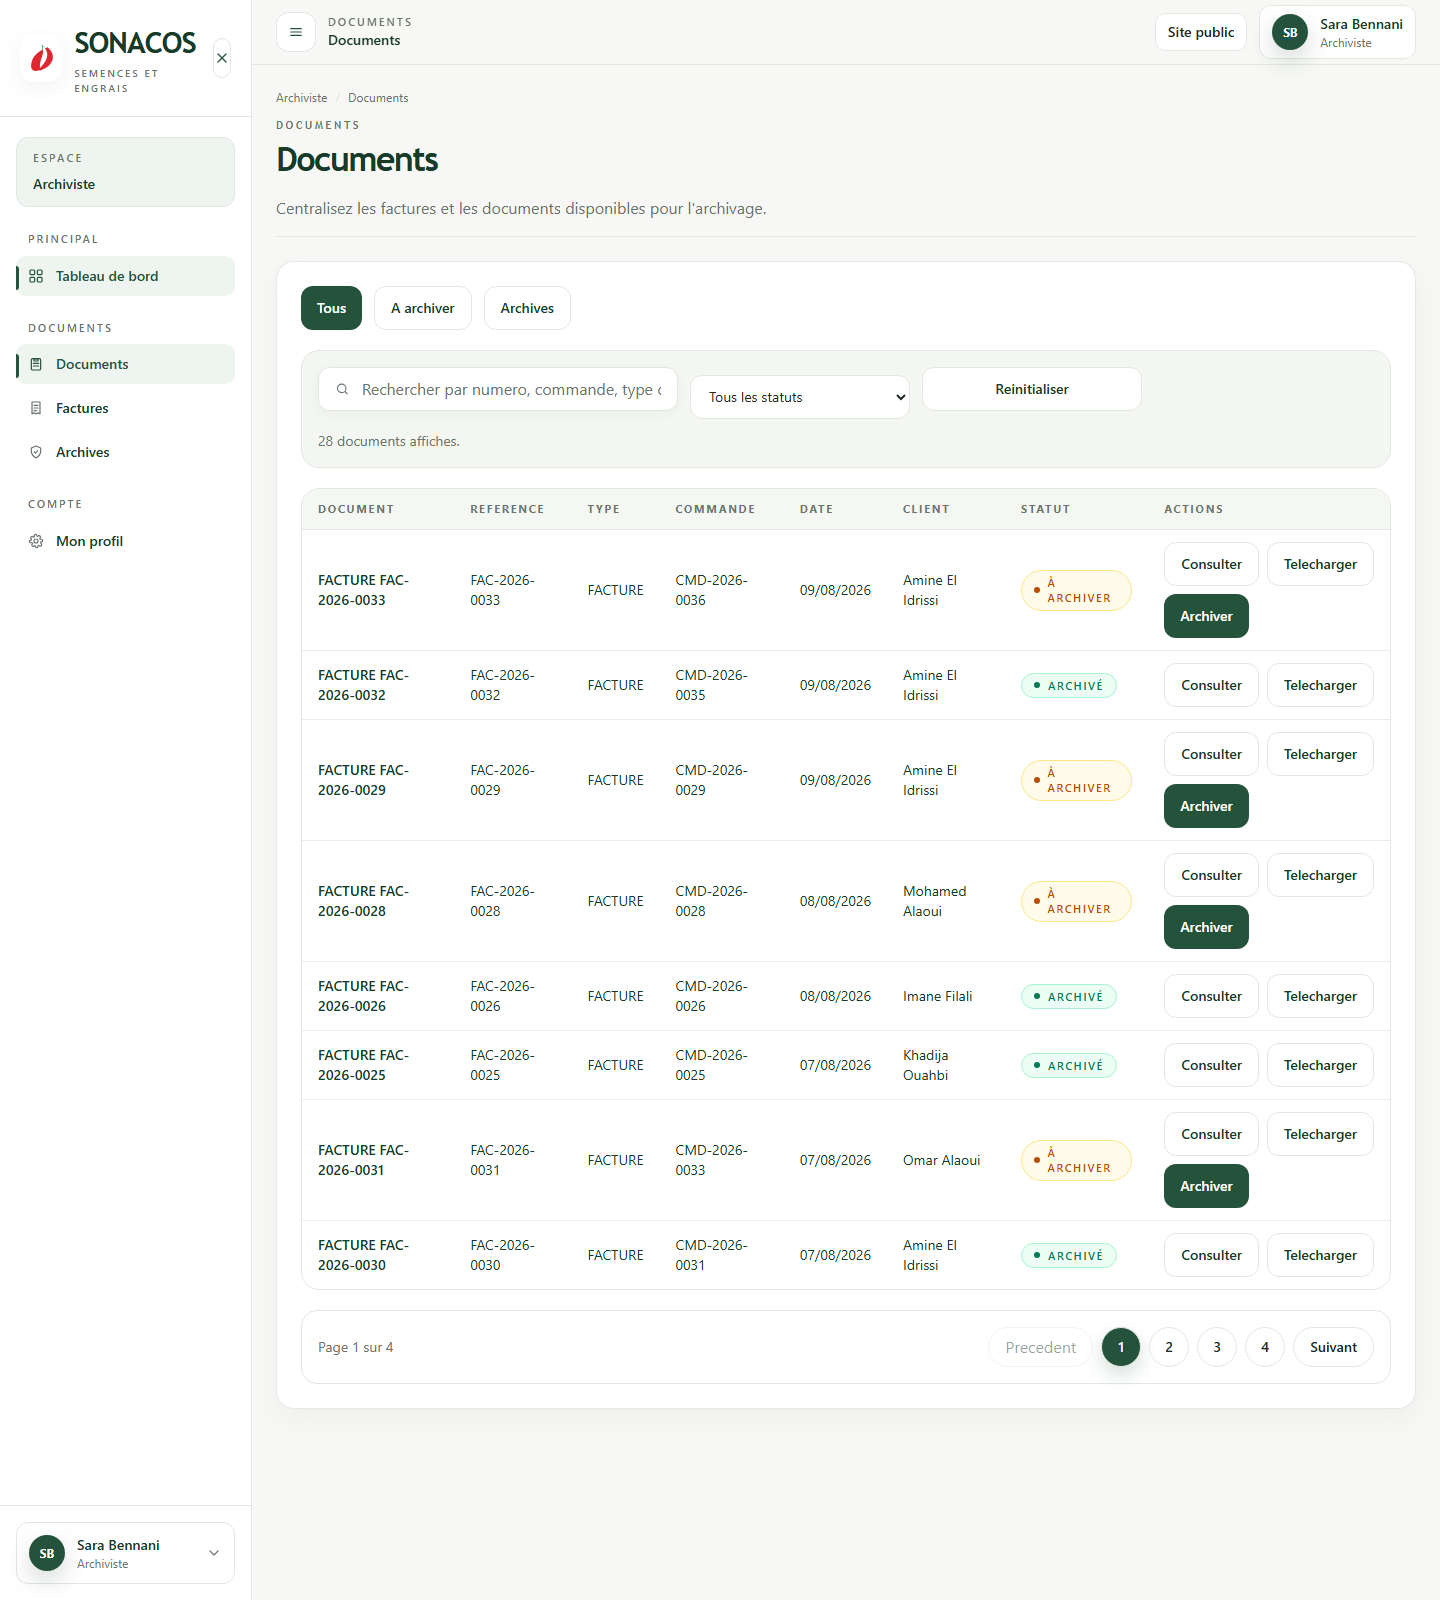 SONACOS
SEMENCES ET
ENGRAIS
ESPACE
Archiviste
PRINCIPAL
Tableau de bord
DOCUMENTS
Documents
Factures
Archives
COMPTE
Mon profil
SB
Sara Bennani
Archiviste
DOCUMENTS
Documents
Site public
SB
Sara Bennani
Archiviste
Archiviste / Documents
DOCUMENTS
Documents
Centralisez les factures et les documents disponibles pour l'archivage.
Tous
A archiver
Archives
Rechercher par numero, commande, type
Tous les statuts
Reinitialiser
28 documents affiches.
DOCUMENT REFERENCE TYPE COMMANDE DATE CLIENT STATUT ACTIONS
FACTURE FAC-
2026-0033
FAC-2026-
0033
FACTURE
CMD-2026-
0036
09/08/2026
Amine El
Idrissi
À
ARCHIVER
Consulter
Telecharger
Archiver
FACTURE FAC-
2026-0032
FAC-2026-
0032
FACTURE
CMD-2026-
0035
09/08/2026
Amine El
Idrissi
ARCHIVÉ
Consulter
Telecharger
FACTURE FAC-
2026-0029
FAC-2026-
0029
FACTURE
CMD-2026-
0029
09/08/2026
Amine El
Idrissi
À
ARCHIVER
Consulter
Telecharger
Archiver
FACTURE FAC-
2026-0028
FAC-2026-
0028
FACTURE
CMD-2026-
0028
08/08/2026
Mohamed
Alaoui
À
ARCHIVER
Consulter
Telecharger
Archiver
FACTURE FAC-
2026-0026
FAC-2026-
0026
FACTURE
CMD-2026-
0026
08/08/2026
Imane Filali
ARCHIVÉ
Consulter
Telecharger
FACTURE FAC-
2026-0025
FAC-2026-
0025
FACTURE
CMD-2026-
0025
07/08/2026
Khadija
Ouahbi
ARCHIVÉ
Consulter
Telecharger
FACTURE FAC-
2026-0031
FAC-2026-
0031
FACTURE
CMD-2026-
0033
07/08/2026
Omar Alaoui
À
ARCHIVER
Consulter
Telecharger
Archiver
FACTURE FAC-
2026-0030
FAC-2026-
0030
FACTURE
CMD-2026-
0031
07/08/2026
Amine El
Idrissi
ARCHIVÉ
Consulter
Telecharger
Page 1 sur 4
Precedent
1
2
3
4
Suivant